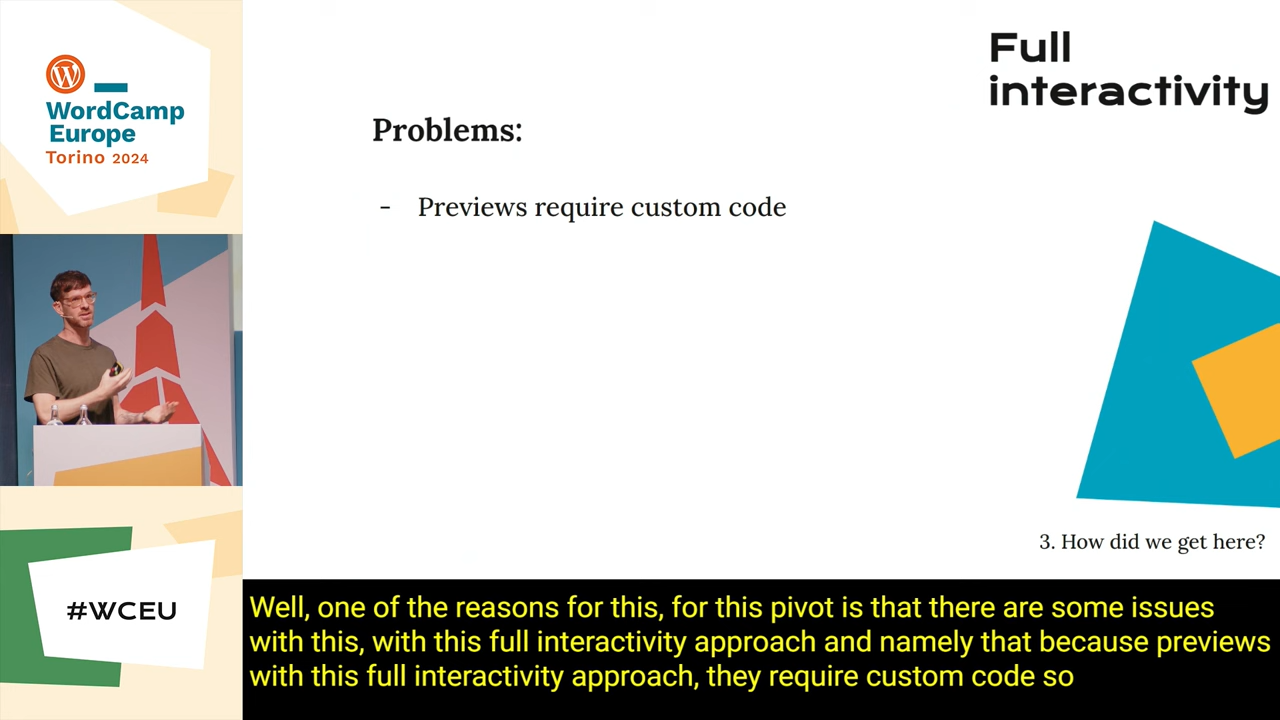 WordCamp
Europe
Torino 2024
Full
interactivity
Problems:
- Previews require custom code
3. How did we get here?
#WCEU
Well, one of the reasons for this, for this pivot is that there are some issues
with this, with this full interactivity approach and namely that because previews
with this full interactivity approach, they require custom code so